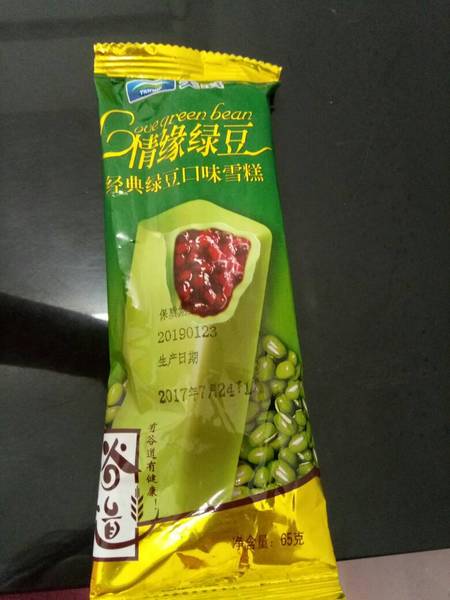 Love green bean
情缘绿豆
经典绿豆口味雪糕
20190123
生产日期
2017年7月24
苛谷道有健康!
谷道
净含量: 65克